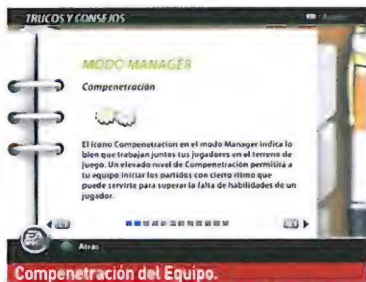 TRUCOS Y CONSEJOS
MODO MANAGER
Compenetración
El icono Compenetración en el modo Manager indica lo
bien que trabajan juntos tus jugadores en el terreno de
juego. Un elevado nivel de Compenetración permitirá a
tu equipo iniciar los partidos con cierto ritmo que
puede servirte para superar la falta de habilidades de un
jugador.
EA
Atrás
Compenetración del Equipo.